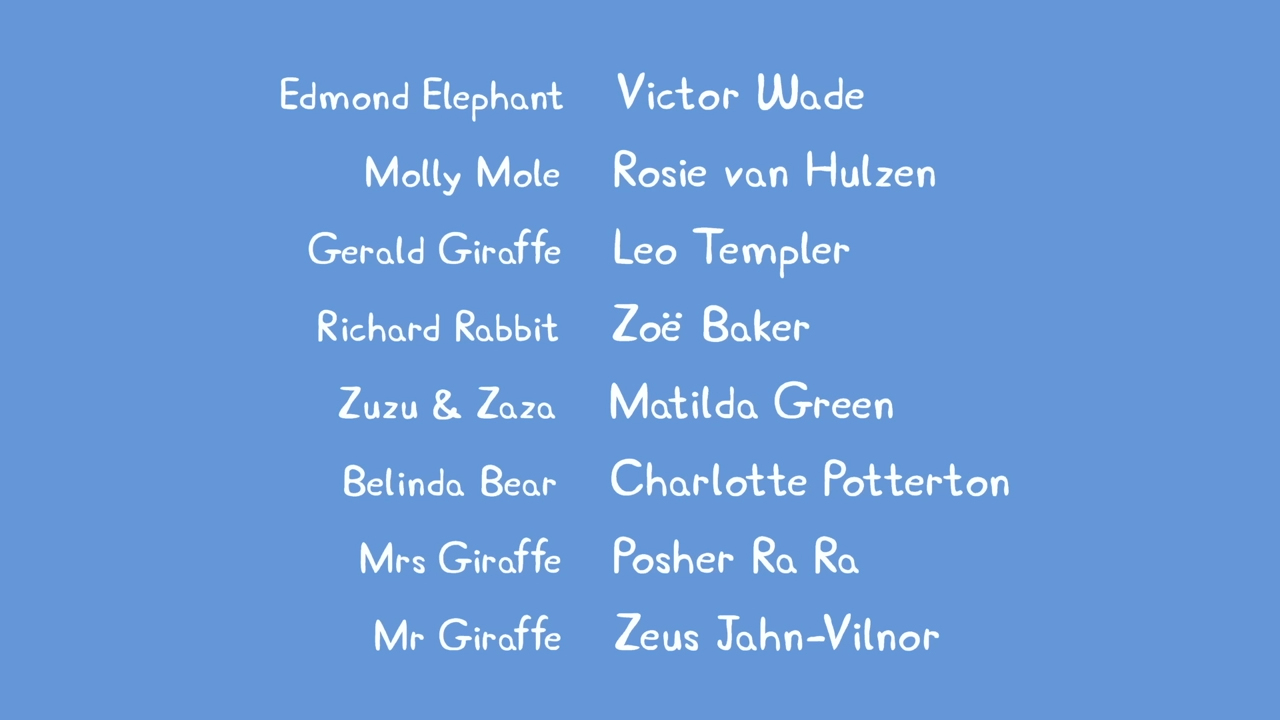 Edmond Elephant Victor Wade
Molly Mole Rosie van Hulzen
Gerald Giraffe Leo Templer
Richard Rabbit Zoë Baker
Zuzu & Zaza Matilda Green
Belinda Bear Charlotte Potterton
Mrs Giraffe Posher Ra Ra
Mr Giraffe Zeus Jahn-Vilnor